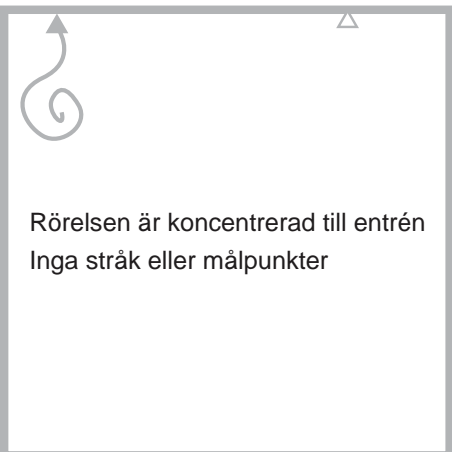 Rörelsen är koncentrerad till entrén
Inga stråk eller målpunkter